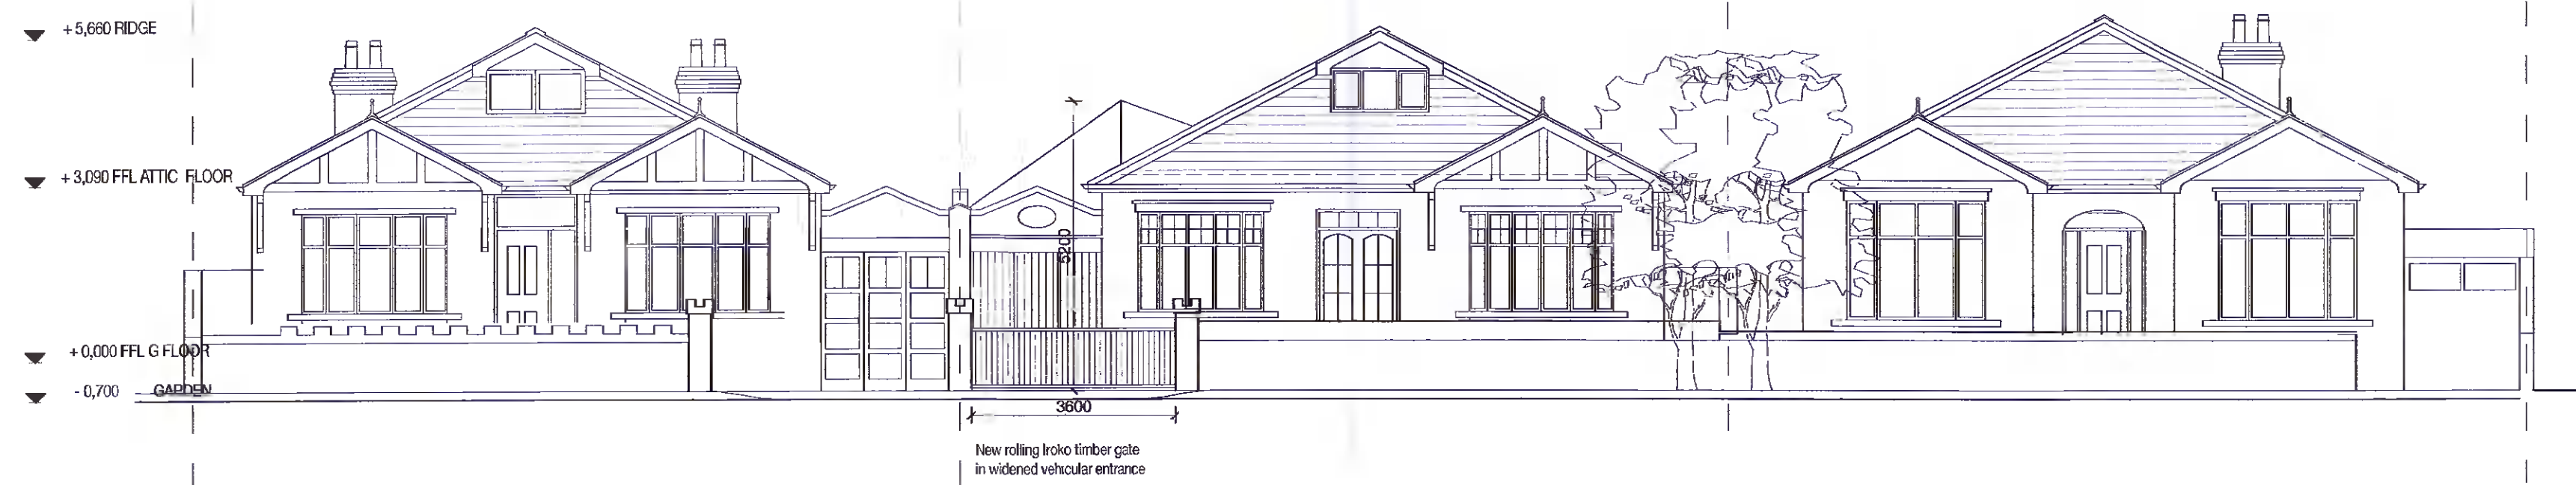 + 5,660 RIDGE
+ 3,090 FFL ATTIC FLOOR
5200
+ 0,000 FFL G FLOOR
- 0,700 GARDEN
3600
New rolling Iroko timber gate
in widened vehicular entrance